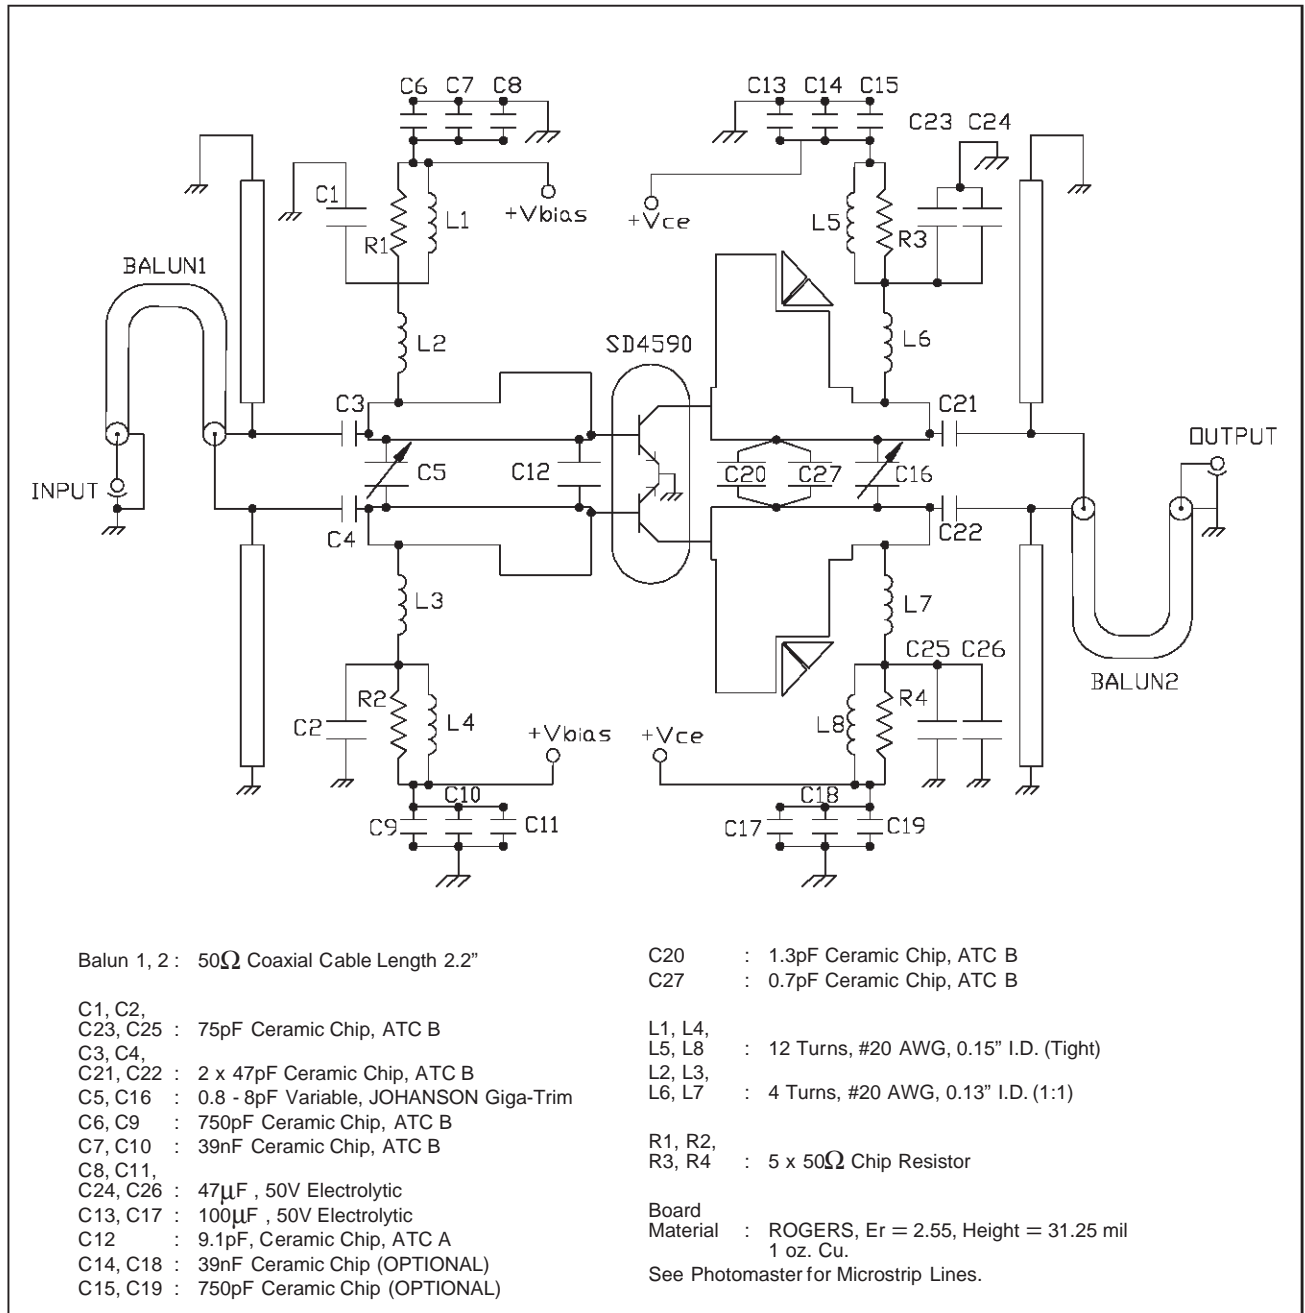 C6 C7 C8
C13 C14 C15
C23 C24
C1
R1
L1
+Vbias
+Vce
L5
R3
BALUN1
L2
SD4590
L6
C3
C21
OUTPUT
C5
C12
C20
C27
C16
INPUT
C4
C22
L3
L7
C25 C26
BALUN2
R2
R4
C2
L4
+Vbias
+Vce
L8
C10
C18
C9
C11
C17
C19
Balun 1, 2 : 50Ω Coaxial Cable Length 2.2”
C1, C2,
C23, C25 : 75pF Ceramic Chip, ATC B
C3, C4,
C21, C22 : 2 x 47pF Ceramic Chip, ATC B
C5, C16 : 0.8 - 8pF Variable, JOHANSON Giga-Trim
C6, C9 : 750pF Ceramic Chip, ATC B
C7, C10 : 39nF Ceramic Chip, ATC B
C8, C11,
C24, C26 : 47μF , 50V Electrolytic
C13, C17 : 100μF , 50V Electrolytic
C12 : 9.1pF, Ceramic Chip, ATC A
C14, C18 : 39nF Ceramic Chip (OPTIONAL)
C15, C19 : 750pF Ceramic Chip (OPTIONAL)
C20 : 1.3pF Ceramic Chip, ATC B
C27 : 0.7pF Ceramic Chip, ATC B
L1, L4,
L5, L8 : 12 Turns, #20 AWG, 0.15” I.D. (Tight)
L2, L3,
L6, L7 : 4 Turns, #20 AWG, 0.13” I.D. (1:1)
R1, R2,
R3, R4 : 5 x 50Ω Chip Resistor
Board
Material : ROGERS, Er = 2.55, Height = 31.25 mil
1 oz. Cu.
See Photomaster for Microstrip Lines.